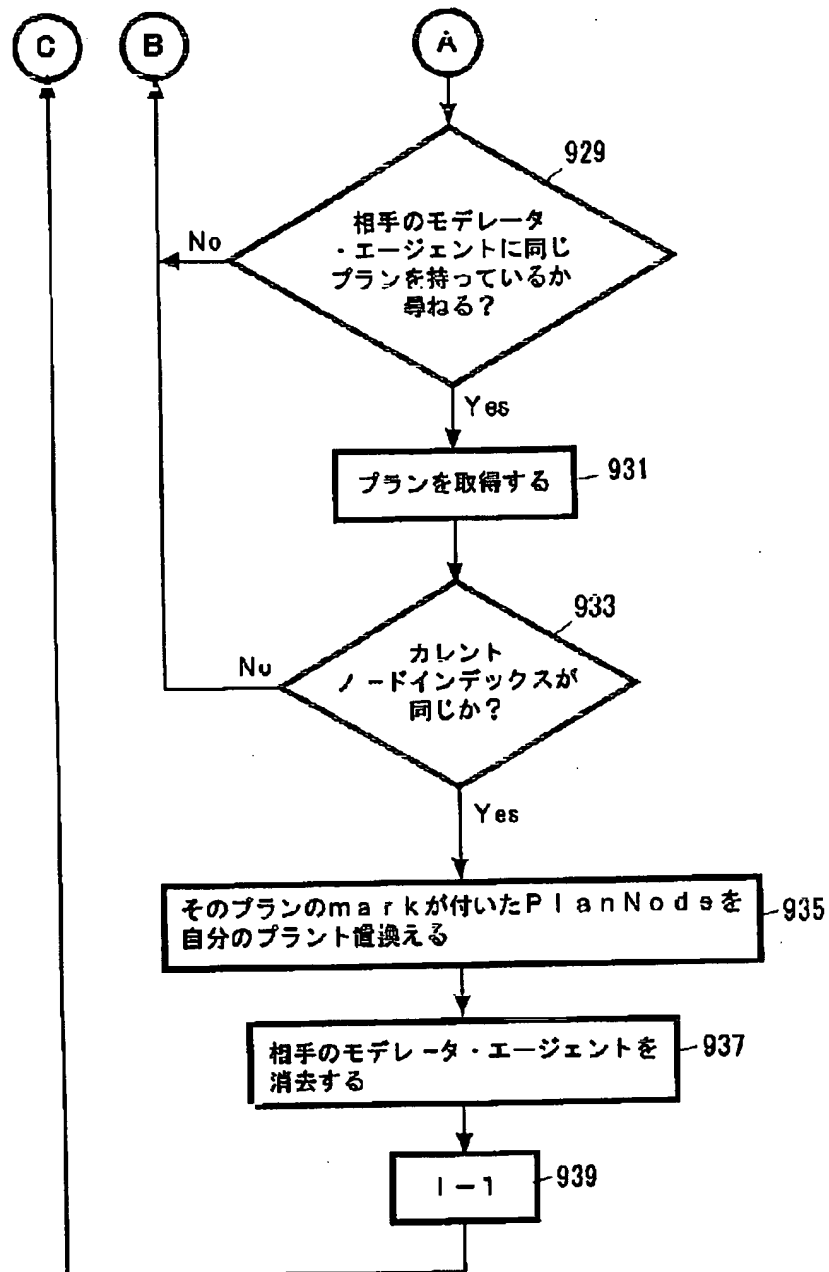 C
B
A
929
相手のモデレータ
・エージェントに同じ
プランを持っているか
尋ねる?
No
Yes
プランを取得する
931
933
カレント
ノードインデックスが
同じか?
No
Yes
そのプランのmarkが付いたPlanNodeを
自分のプラント置換える
935
相手のモデレータ・エージェントを
消去する
937
I-1
939